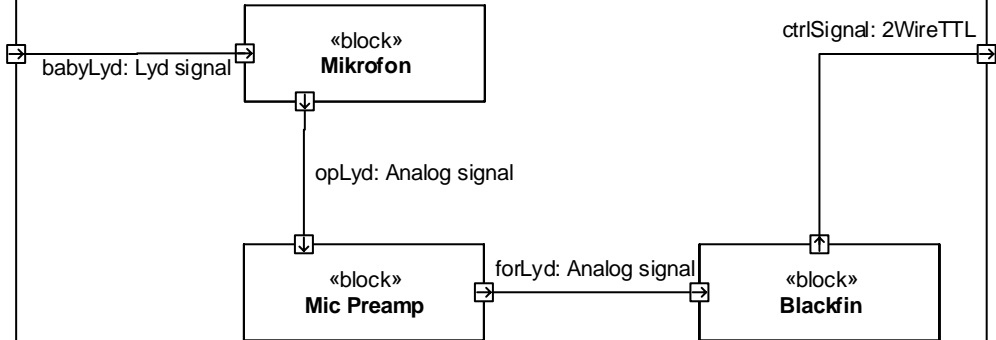 «block»
Mikrofon
ctrlSignal: 2WireTTL
babyLyd: Lyd signal
opLyd: Analog signal
«block»
Mic Preamp
forLyd: Analog signal
«block»
Blackfin